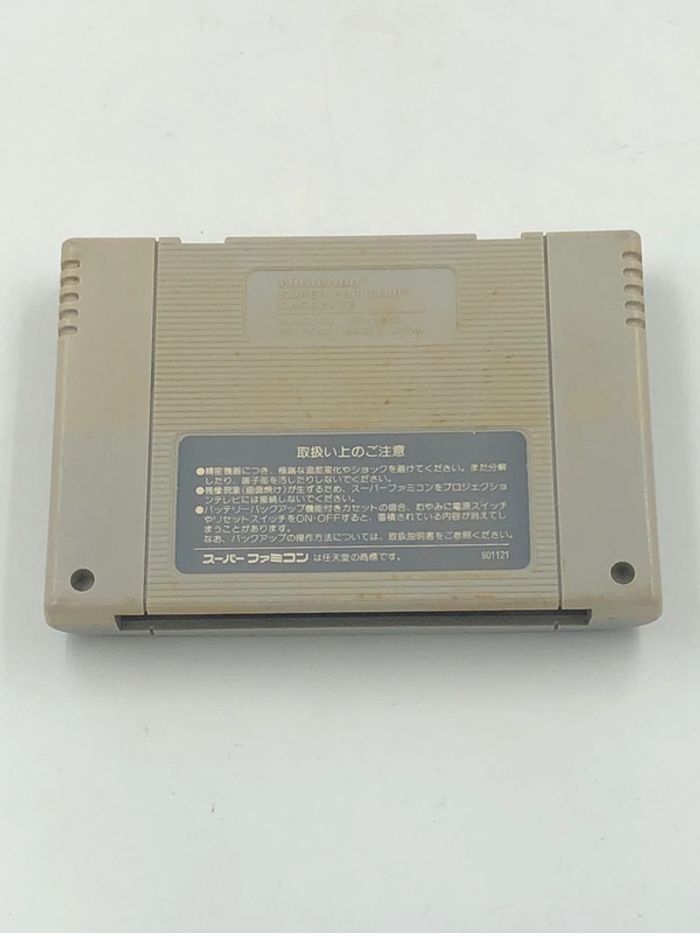 Nintendo
SUPER FAMICOM®
CASSETTE
MADE IN JAPAN
取扱い上のご注意
●精密機器につき、極端な温度変化やショックを避けてください。また分解
したり、端子部を汚したりしないでください。
●残像現象(画面焼け)が生ずるため、スーパーファミコンをプロジェクショ
ンテレビには接続しないでください。
●バッテリーバックアップ機能付きカセットの場合、むやみに電源スイッチ
やリセットスイッチをON・OFFすると、蓄積されている内容が消えてし
まうことがあります。
なお、バックアップの操作方法については、取扱説明書をご参照ください。
スーパーファミコン は任天堂の商標です。 901121